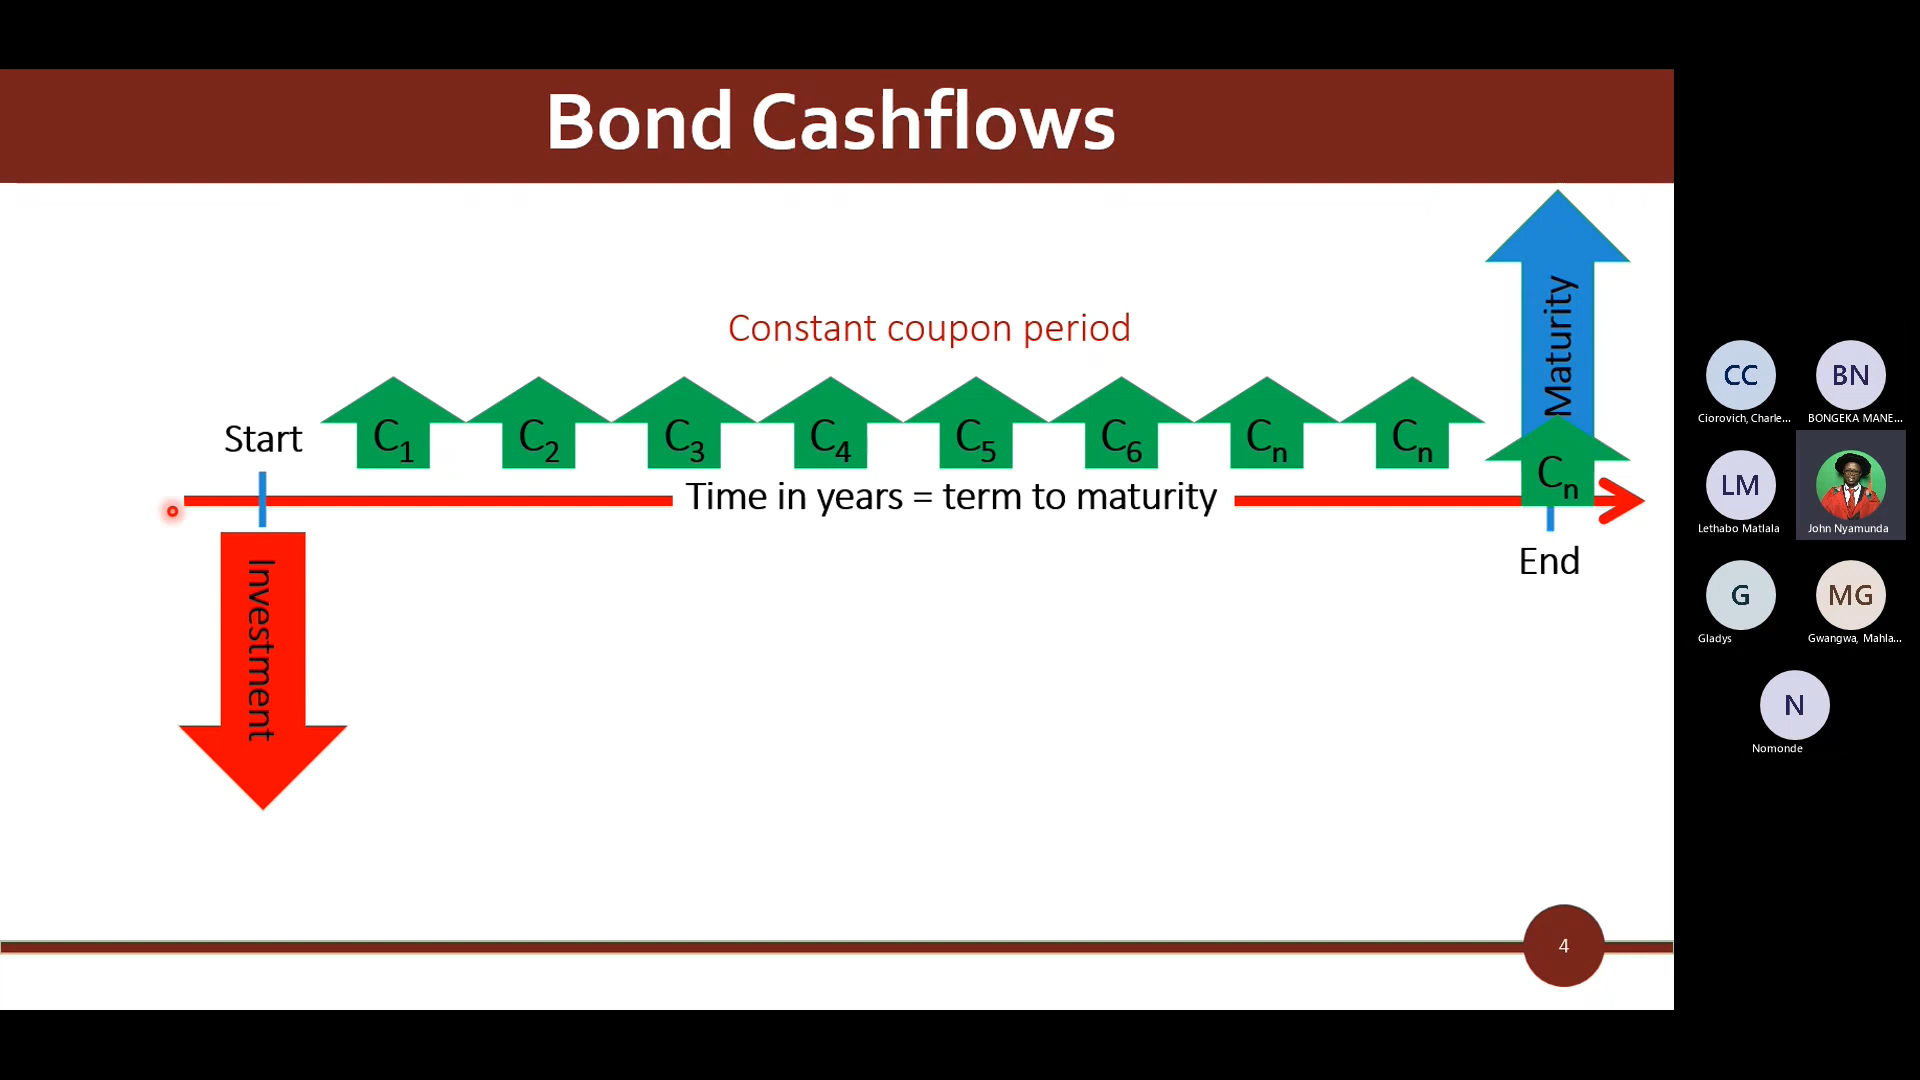 Bond Cashflows
Constant coupon period
Maturity
Start
C1
C2
C3
C4
C5
C6
Cn
Cn
Cn
Time in years = term to maturity
End
Investment
4
CC
BN
Ciorovich, Charle...
BONGEKA MANE...
LM
Lethabo Matlala
John Nyamunda
G
MG
Gladys
Gwangwa, Mahla...
N
Nomonde